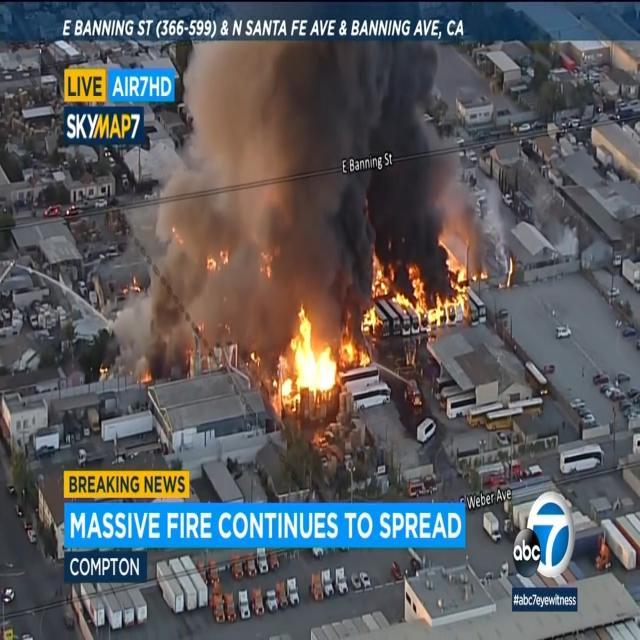 E BANNING ST (366-599) & N SANTA FE AVE & BANNING AVE, CA
LIVE AIR7HD
SKYMAP7
E Banning St
BREAKING NEWS
MASSIVE FIRE CONTINUES TO SPREAD
COMPTON
E Weber Ave
abc 7
#abc7eyewitness
@abc7